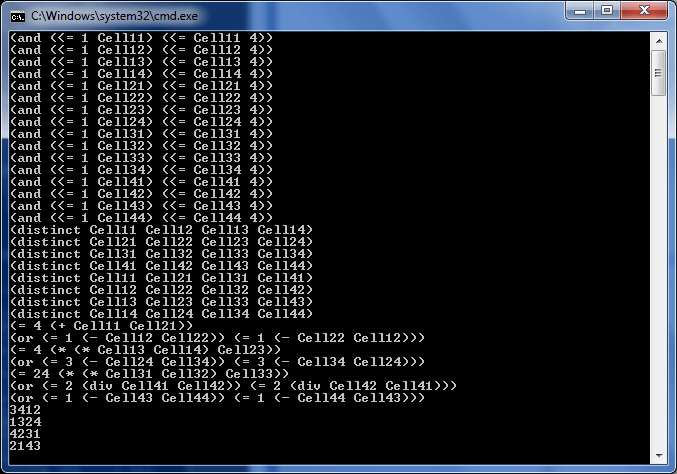 C:\Windows\system32\cmd.exe
(and (<= 1 Cell11) (<= Cell11 4))
(and (<= 1 Cell12) (<= Cell12 4))
(and (<= 1 Cell13) (<= Cell13 4))
(and (<= 1 Cell14) (<= Cell14 4))
(and (<= 1 Cell21) (<= Cell21 4))
(and (<= 1 Cell22) (<= Cell22 4))
(and (<= 1 Cell23) (<= Cell23 4))
(and (<= 1 Cell24) (<= Cell24 4))
(and (<= 1 Cell31) (<= Cell31 4))
(and (<= 1 Cell32) (<= Cell32 4))
(and (<= 1 Cell33) (<= Cell33 4))
(and (<= 1 Cell34) (<= Cell34 4))
(and (<= 1 Cell41) (<= Cell41 4))
(and (<= 1 Cell42) (<= Cell42 4))
(and (<= 1 Cell43) (<= Cell43 4))
(and (<= 1 Cell44) (<= Cell44 4))
(distinct Cell11 Cell12 Cell13 Cell14)
(distinct Cell21 Cell22 Cell23 Cell24)
(distinct Cell31 Cell32 Cell33 Cell34)
(distinct Cell41 Cell42 Cell43 Cell44)
(distinct Cell11 Cell21 Cell31 Cell41)
(distinct Cell12 Cell22 Cell32 Cell42)
(distinct Cell13 Cell23 Cell33 Cell43)
(distinct Cell14 Cell24 Cell34 Cell44)
(= 4 (+ Cell11 Cell21))
(or (= 1 (- Cell12 Cell22)) (= 1 (- Cell22 Cell12)))
(= 4 (* (* Cell13 Cell14) Cell23))
(or (= 3 (- Cell24 Cell34)) (= 3 (- Cell34 Cell24)))
(= 24 (* (* Cell31 Cell32) Cell33))
(or (= 2 (div Cell41 Cell42)) (= 2 (div Cell42 Cell41)))
(or (= 1 (- Cell43 Cell44)) (= 1 (- Cell44 Cell43)))
3412
1324
4231
2143